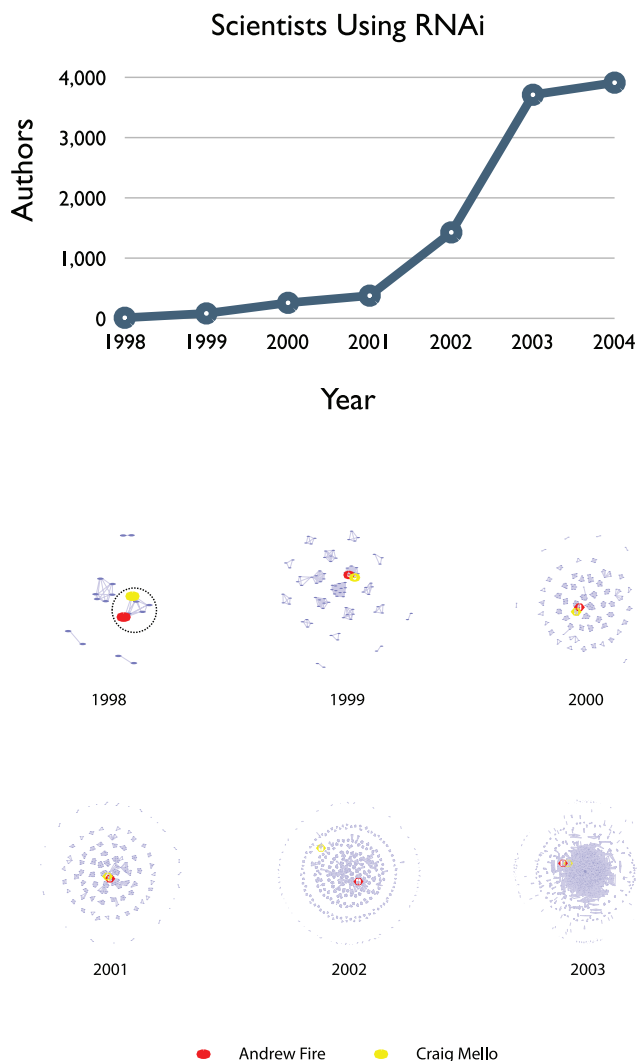 Scientists Using RNAi
4,000
3,000
2,000
1,000
0
Authors
1998 1999 2000 2001 2002 2003 2004
Year
1998 1999 2000
2001 2002 2003
Andrew Fire Craig Mello